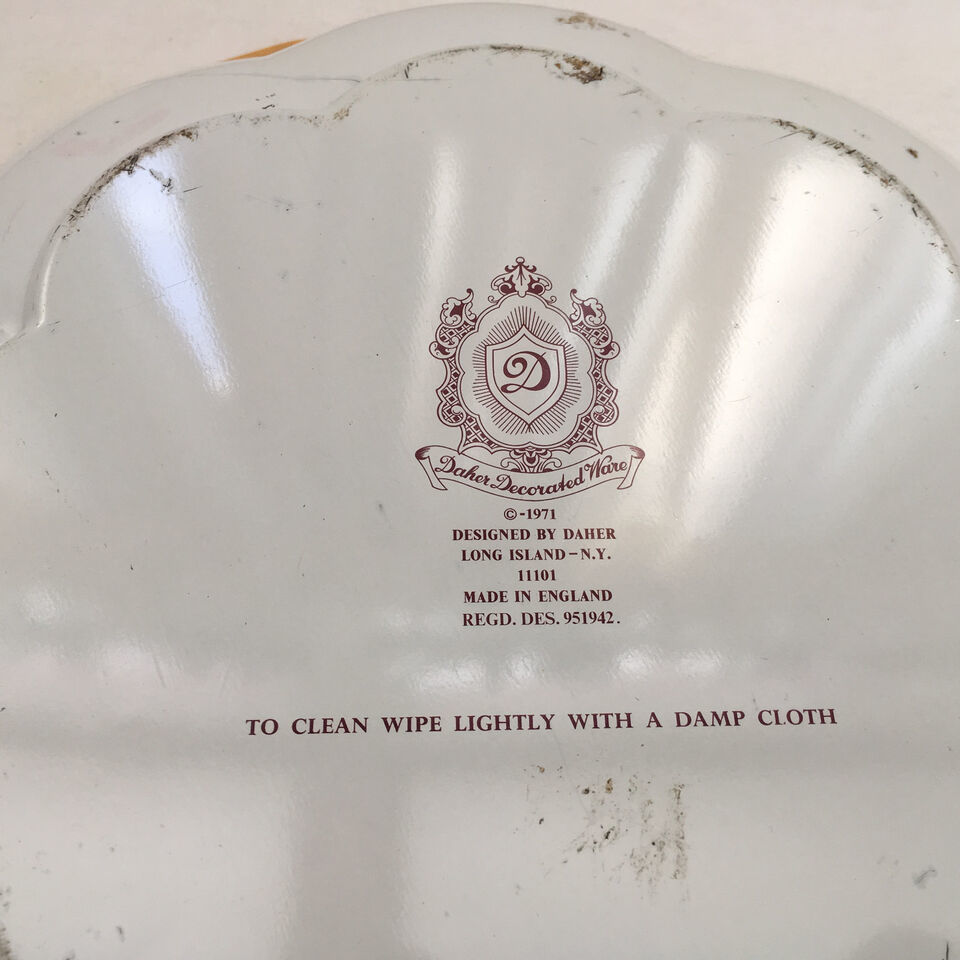 D
Daher Decorated Ware
©-1971
DESIGNED BY DAHER
LONG ISLAND-N.Y.
11101
MADE IN ENGLAND
REGD. DES. 951942.
TO CLEAN WIPE LIGHTLY WITH A DAMP CLOTH